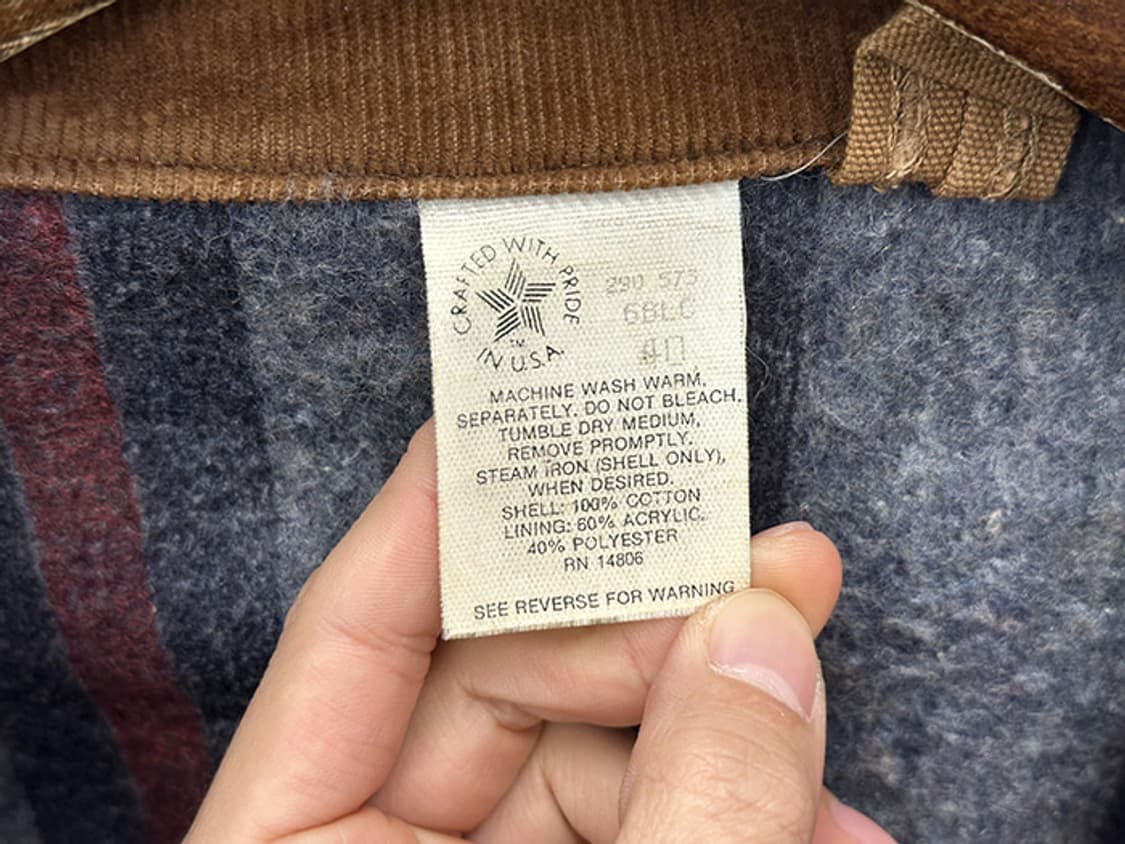 CRAFTED WITH PRIDE
IN U.S.A.
TM
MACHINE WASH WARM,
SEPARATELY. DO NOT BLEACH.
TUMBLE DRY MEDIUM,
REMOVE PROMPTLY.
STEAM IRON (SHELL ONLY),
WHEN DESIRED.
SHELL: 100% COTTON
LINING: 60% ACRYLIC,
40% POLYESTER
RN 14806
SEE REVERSE FOR WARNING